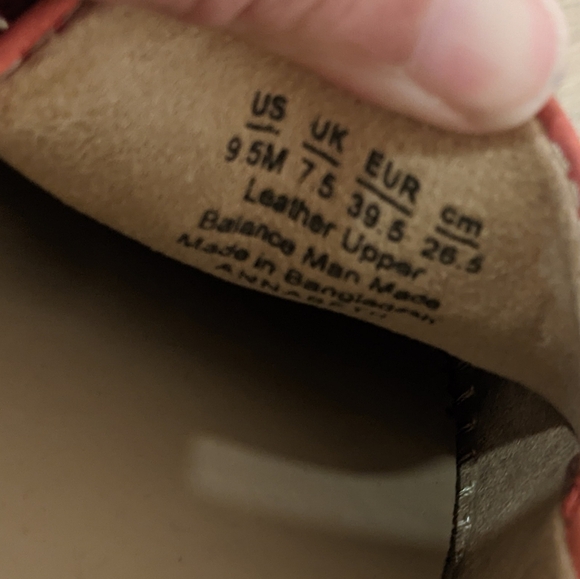 US UK EUR cm
9.5M 7.5 39.5 26.5
Leather Upper
Balance Man Made
Made in Bangladesh
ANNABETH